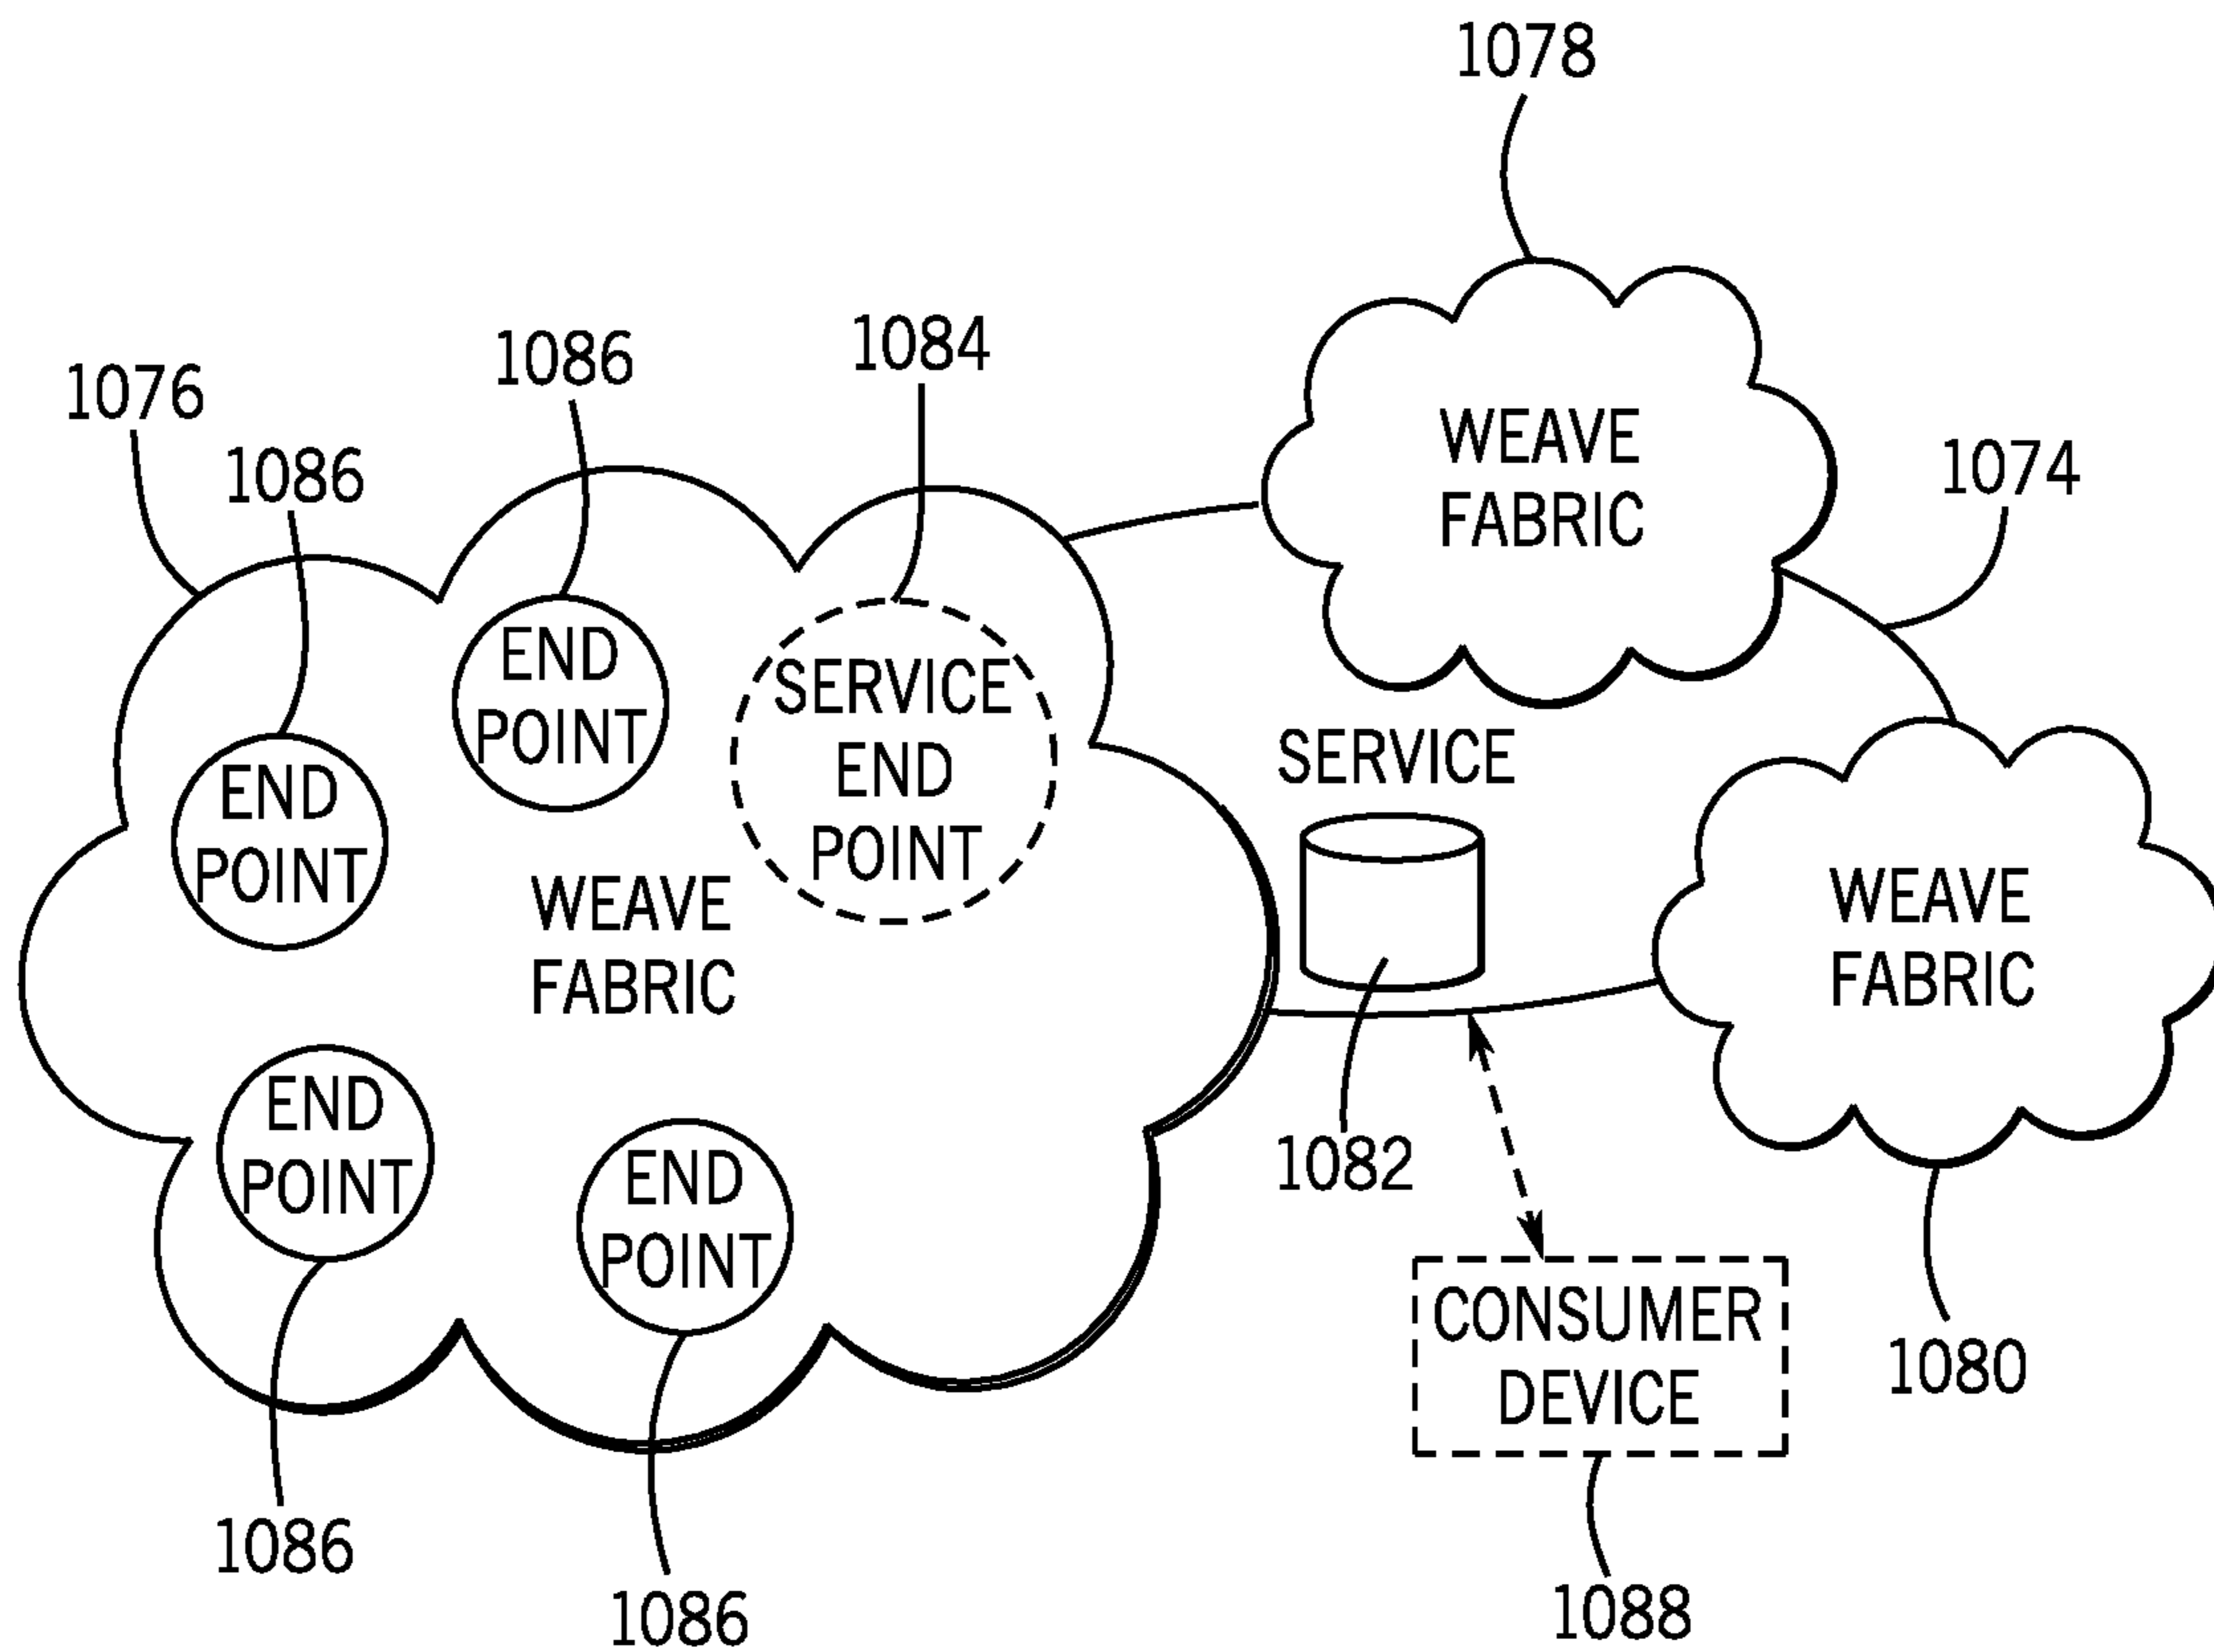 1078
1084
1086
1076
1086
WEAVE
FABRIC
1074
END
POINT
SERVICE
END
POINT
END
POINT
SERVICE
WEAVE
FABRIC
WEAVE
FABRIC
END
POINT
END
POINT
1082
CONSUMER
DEVICE
1080
1086
1086
1088